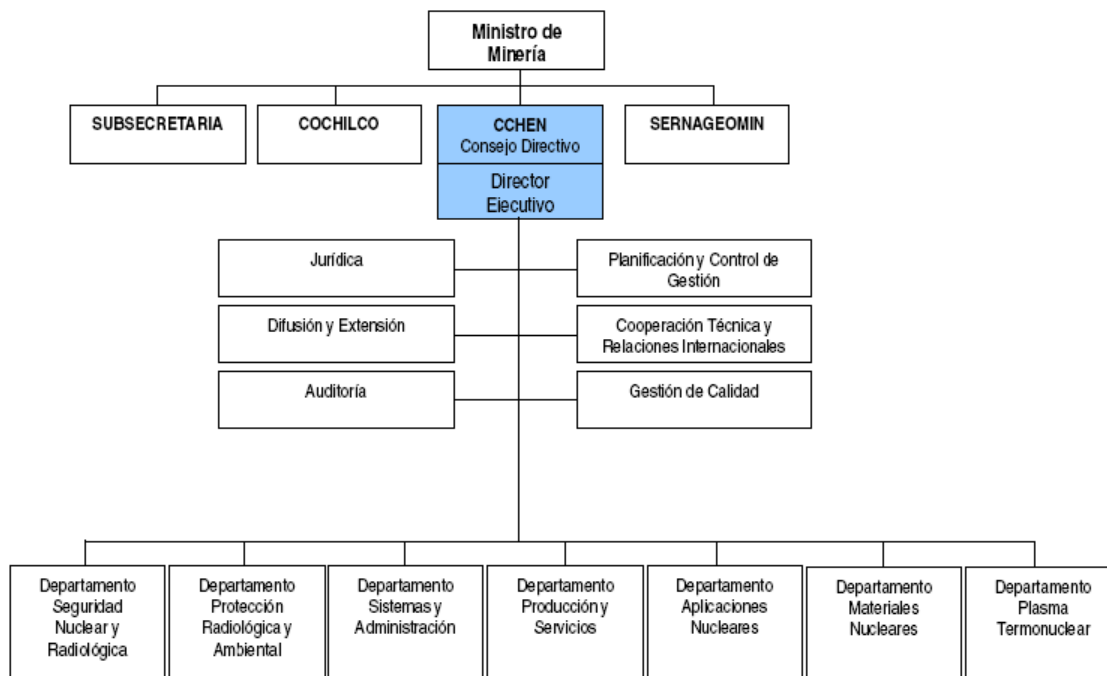 Ministro de
Minería
SUBSECRETARIA
COCHILCO
CCHEN
Consejo Directivo
SERNAGEOMIN
Director
Ejecutivo
Jurídica
Planificación y Control de
Gestión
Difusión y Extensión
Cooperación Técnica y
Relaciones Internacionales
Auditoría
Gestión de Calidad
Departamento
Seguridad
Nuclear y
Radiológica
Departamento
Protección
Radiológica y
Ambiental
Departamento
Sistemas y
Administración
Departamento
Producción y
Servicios
Departamento
Aplicaciones
Nucleares
Departamento
Materiales
Nucleares
Departamento
Plasma
Termonuclear